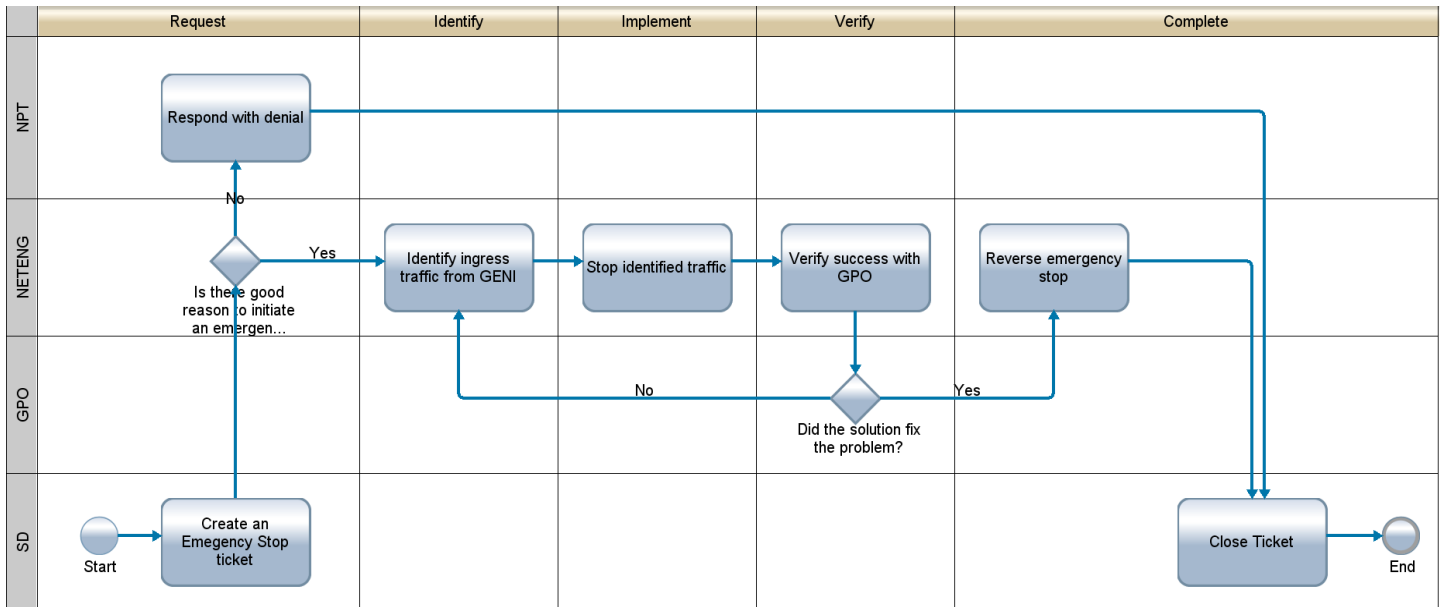 Request
Identify
Implement
Verify
Complete
NPT
Respond with denial
No
NETENG
Is there good
reason to initiate
an emergen...
Yes
Identify ingress
traffic from GENI
Stop identified traffic
Verify success with
GPO
Reverse emergency
stop
GPO
No
Did the solution fix
the problem?
Yes
SD
Start
Create an
Emegency Stop
ticket
Close Ticket
End